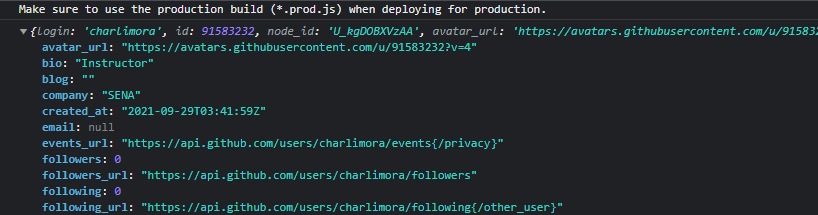 Make sure to use the production build (*.prod.js) when deploying for production.
{login: 'charlimora', id: 91583232, node_id: 'U_kgDOBXVzAA', avatar_url: 'https://avatars.githubusercontent.com/u/91583
avatar_url: "https://avatars.githubusercontent.com/u/91583232?v=4"
bio: "Instructor"
blog: ""
company: "SENA"
created_at: "2021-09-29T03:41:59Z"
email: null
events_url: "https://api.github.com/users/charlimora/events{/privacy}"
followers: 0
followers_url: "https://api.github.com/users/charlimora/followers"
following: 0
following_url: "https://api.github.com/users/charlimora/following{/other_user}"